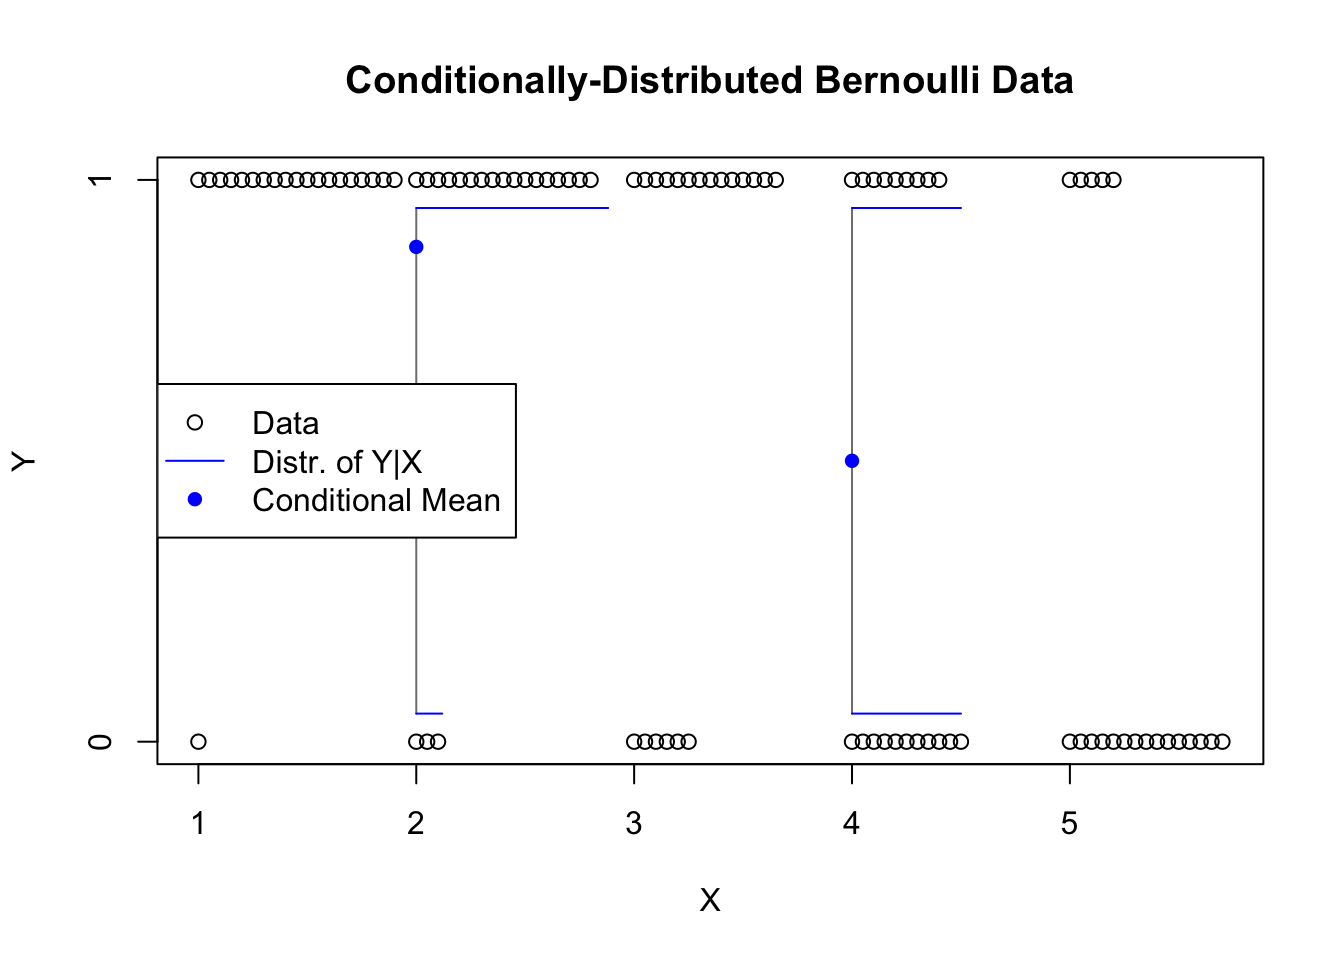 Conditionally-Distributed Bernoulli Data
1
Y
Data
Distr. of Y|X
Conditional Mean
0
1 2 3 4 5
X